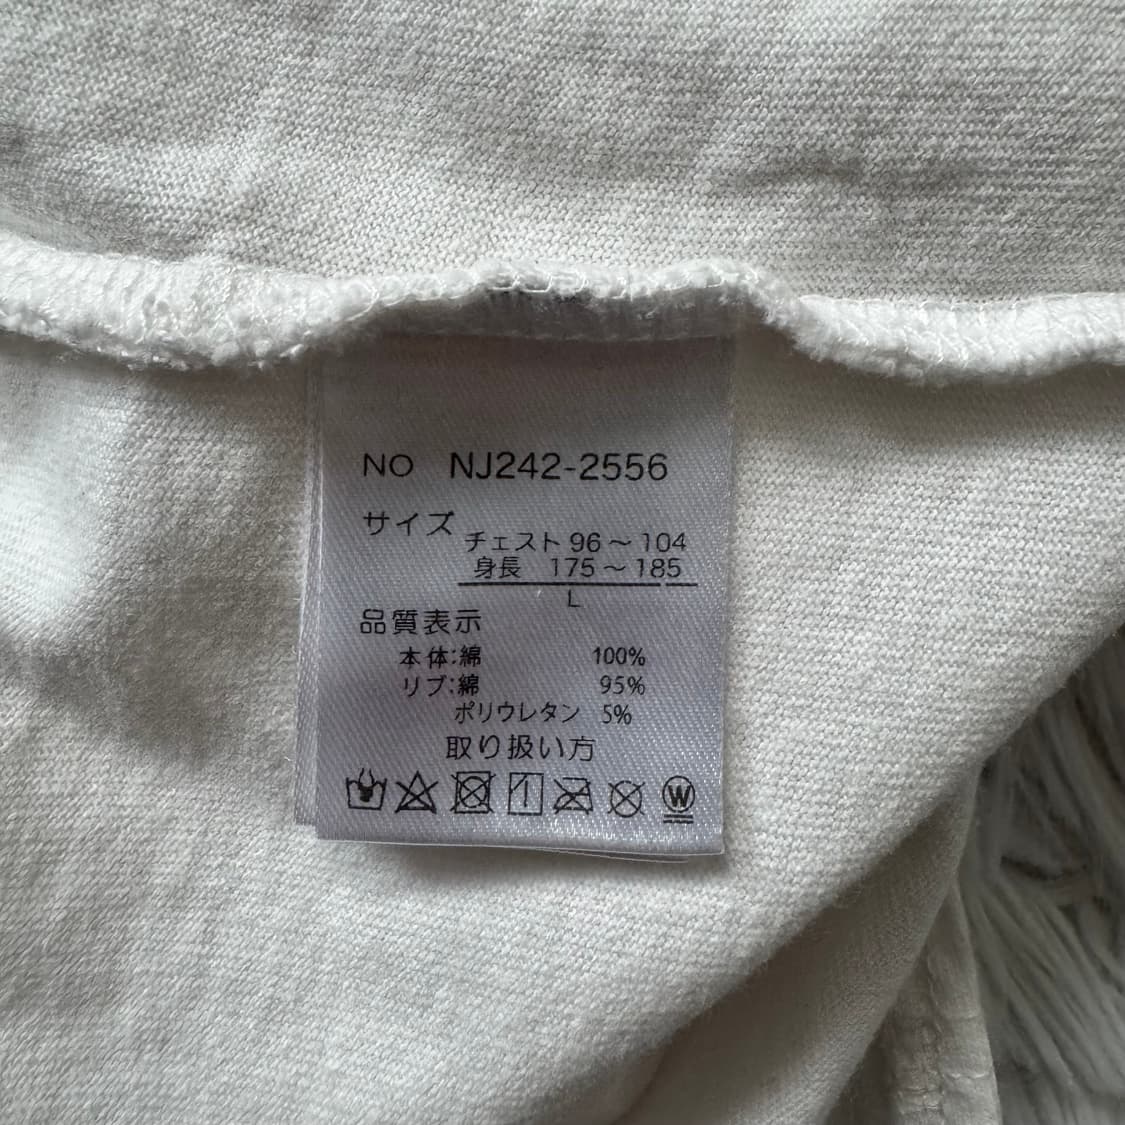 NO NJ242-2556
サイズ
チェスト 96～104
身長 175～185
L
品質表示
本体:綿 100%
リブ:綿 95%
ポリウレタン 5%
取り扱い方
W